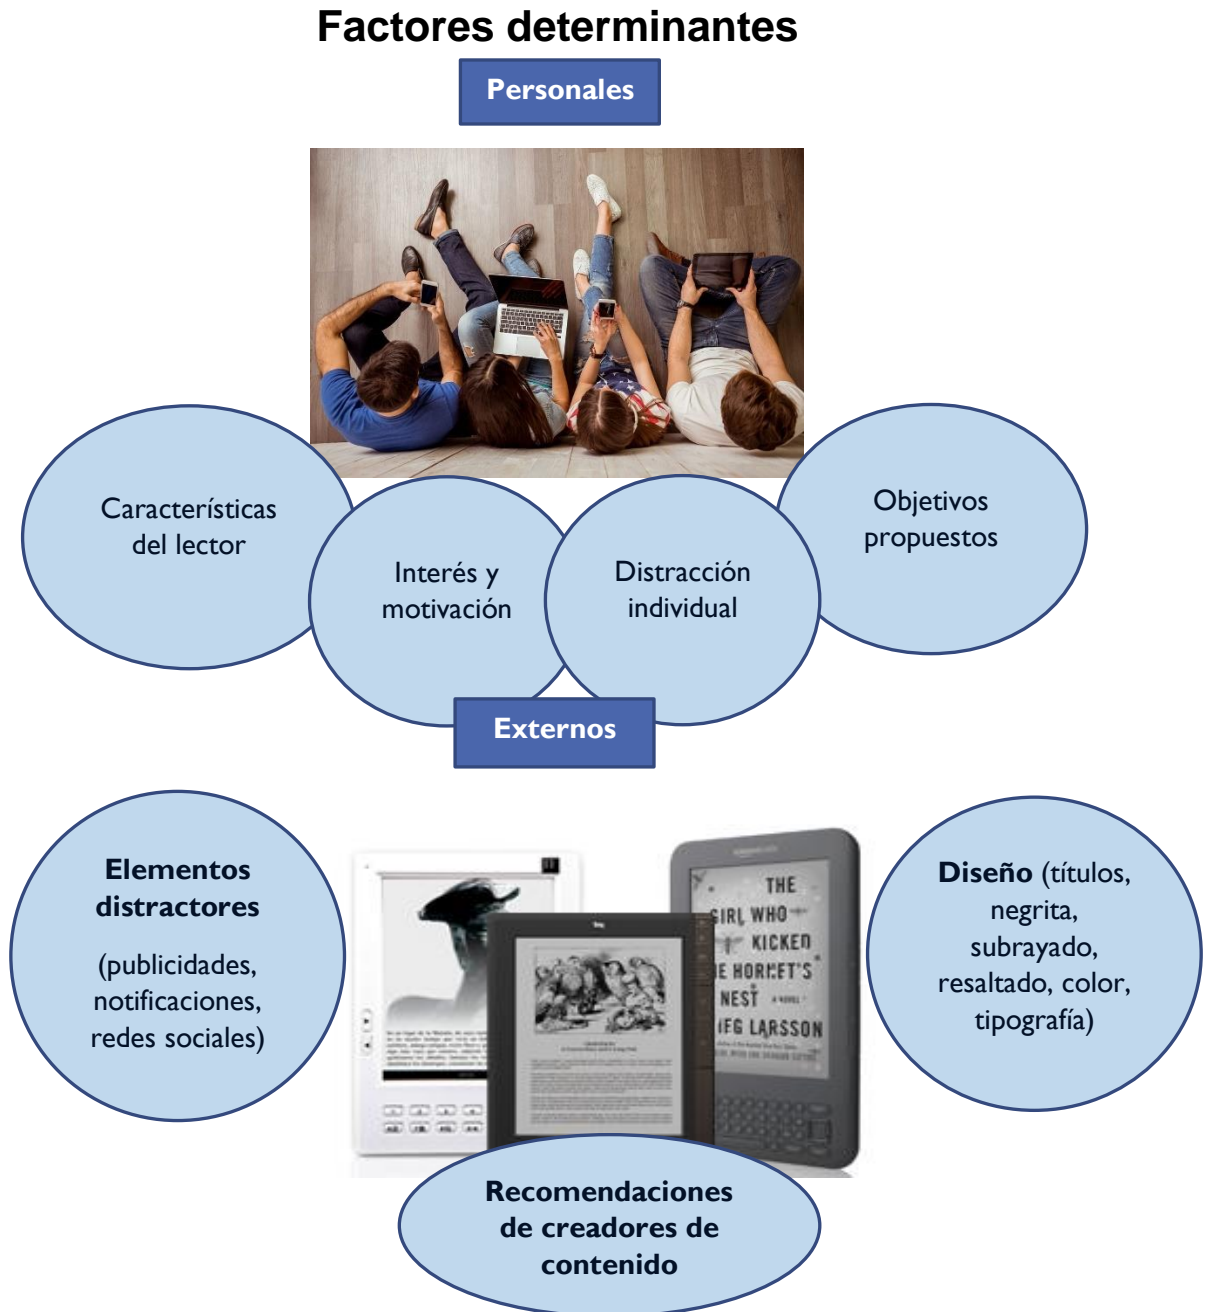 Factores determinantes
Personales
Características
del lector
Interés y
motivación
Distracción
individual
Objetivos
propuestos
Externos
Elementos
distractores
(publicidades,
notificaciones,
redes sociales)
THE
GIRL WHO
KICKED
HORNET'S
NEST
LARSSON
Diseño (títulos,
negrita,
subrayado,
resaltado, color,
tipografía)
Recomendaciones
de creadores de
contenido